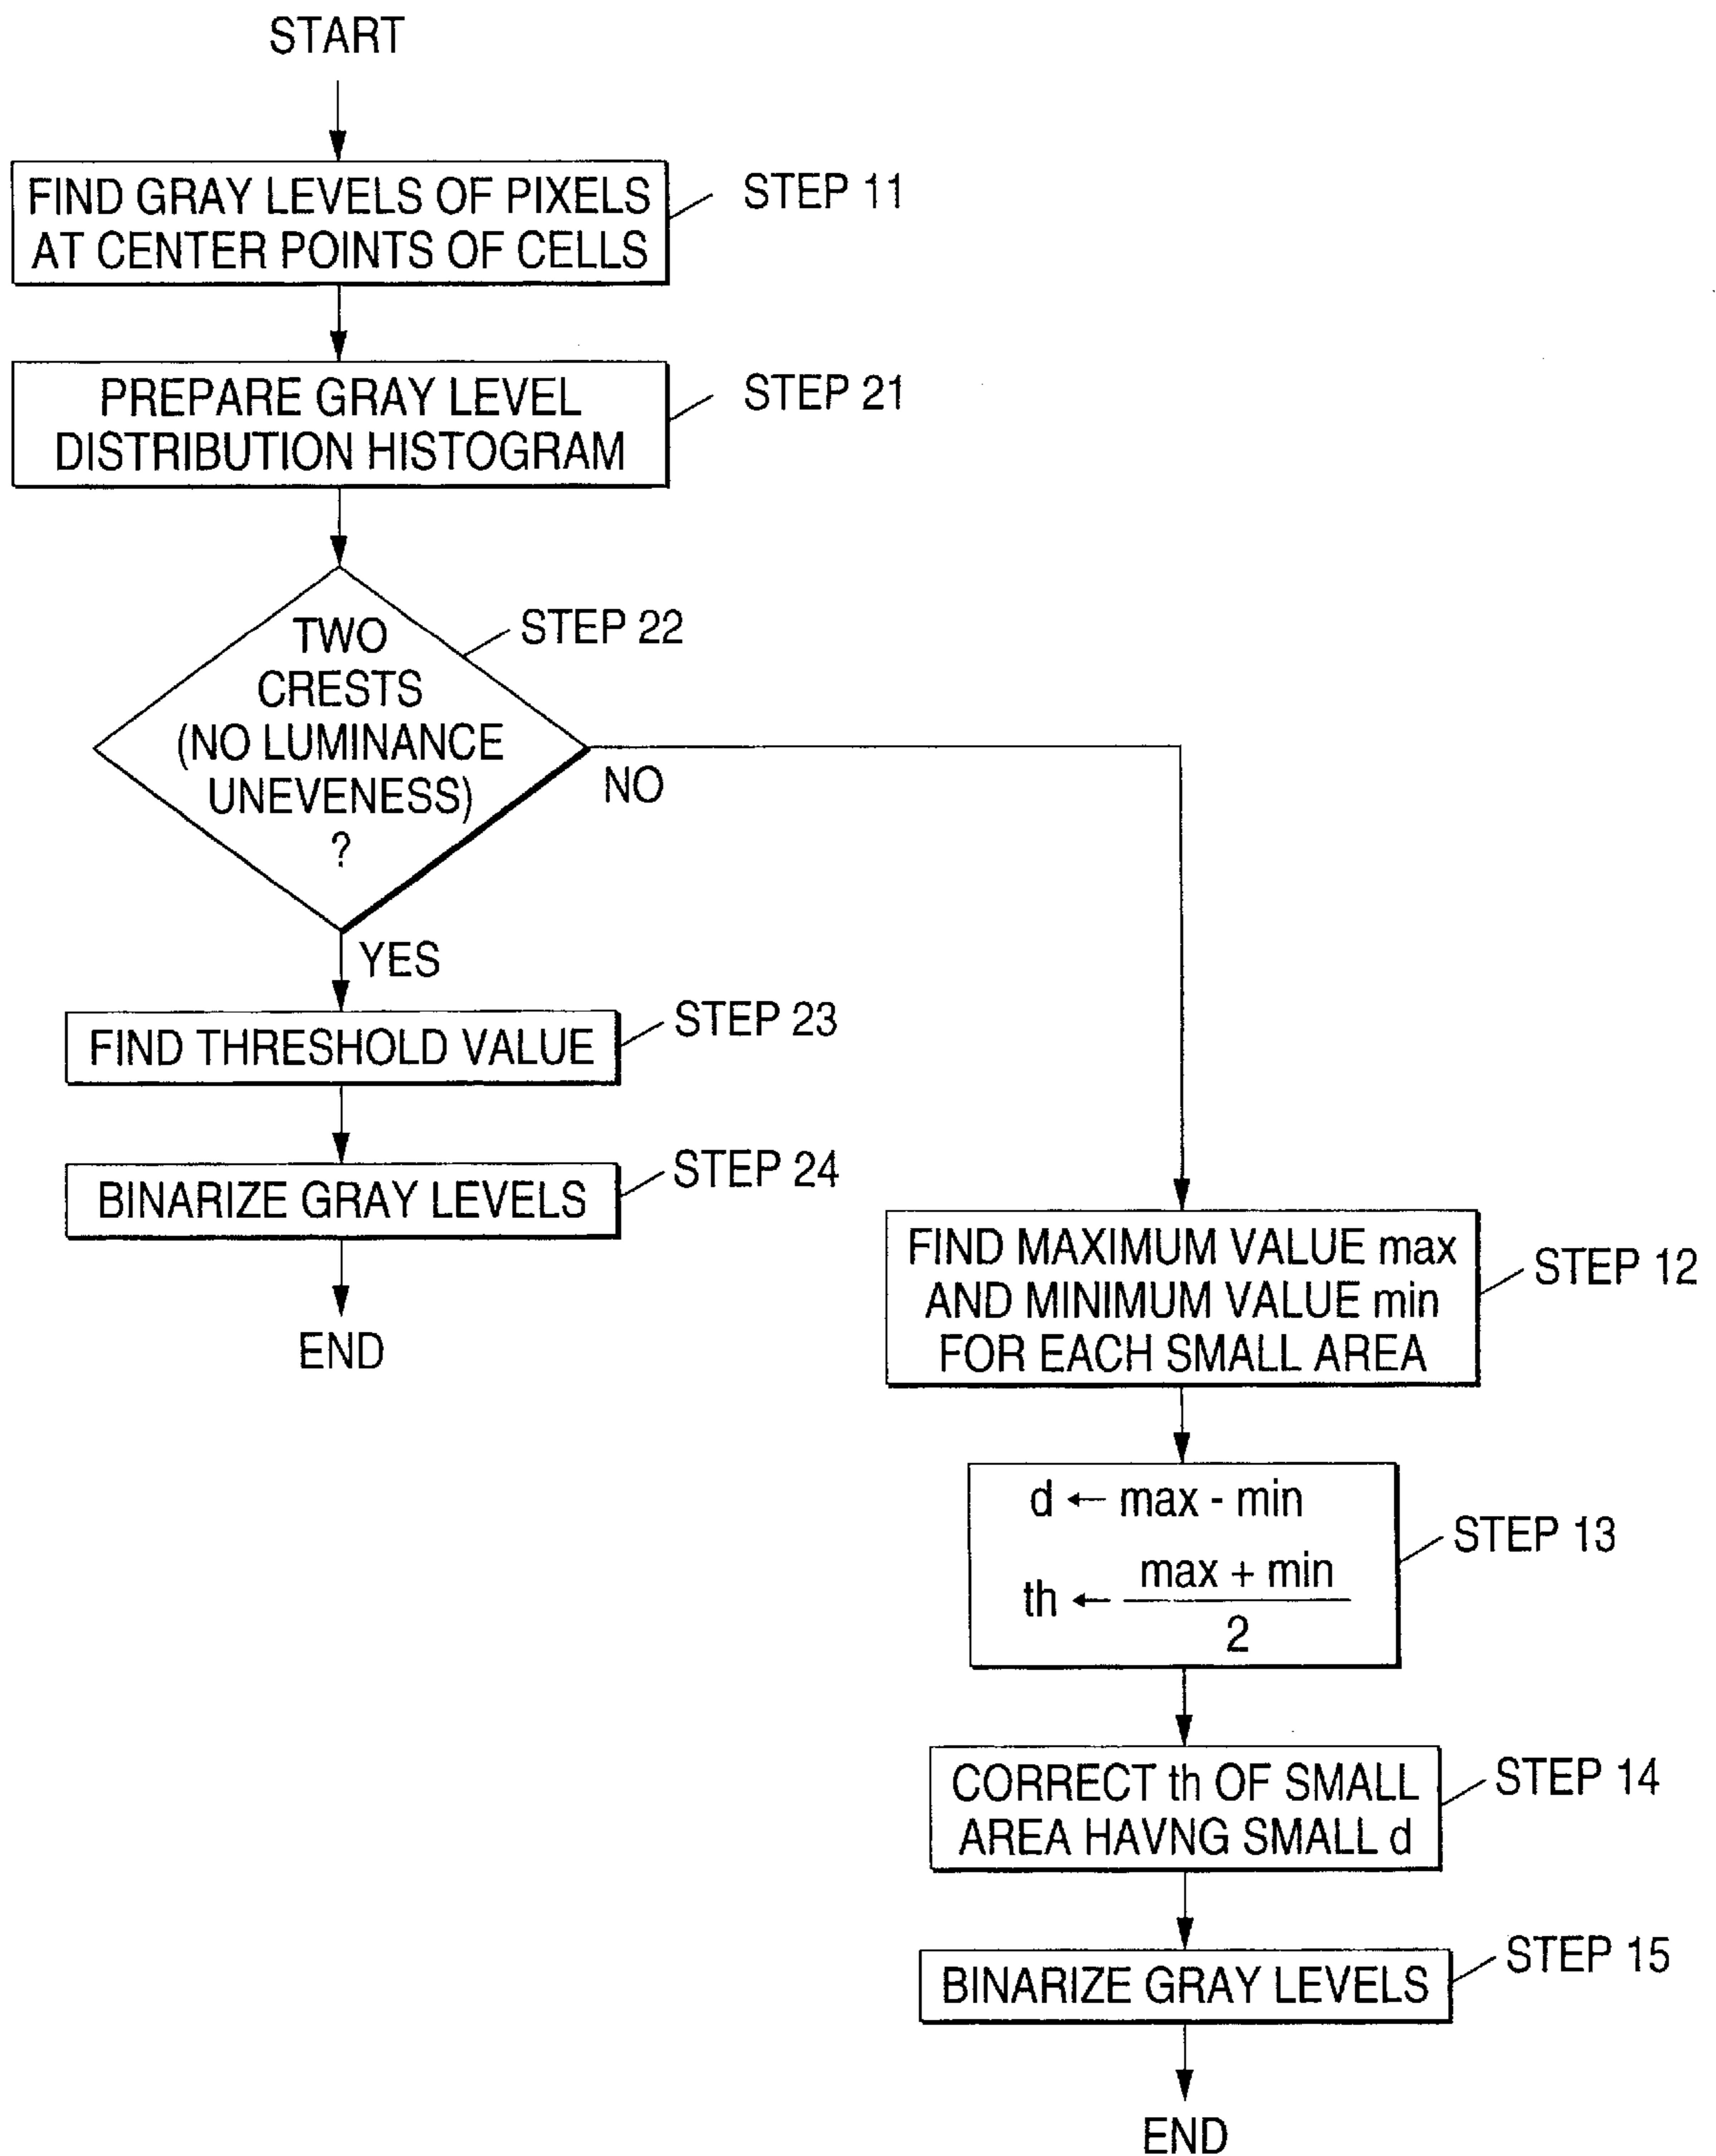 START
FIND GRAY LEVELS OF PIXELS
AT CENTER POINTS OF CELLS
STEP 11
PREPARE GRAY LEVEL
DISTRIBUTION HISTOGRAM
STEP 21
TWO
CRESTS
(NO LUMINANCE
UNEVENESS)
?
STEP 22
NO
YES
FIND THRESHOLD VALUE
STEP 23
BINARIZE GRAY LEVELS
STEP 24
END
FIND MAXIMUM VALUE max
AND MINIMUM VALUE min
FOR EACH SMALL AREA
STEP 12
d ← max - min
th ← max + min
2
STEP 13
CORRECT th OF SMALL
AREA HAVNG SMALL d
STEP 14
BINARIZE GRAY LEVELS
STEP 15
END